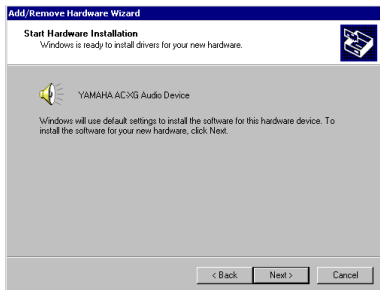 Add/Remove Hardware Wizard
Start Hardware Installation
Windows is ready to install drivers for your new hardware.
YAMAHA AC-XG Audio Device
Windows will use default settings to install the software for this hardware device. To
install the software for your new hardware, click Next.
< Back
Next >
Cancel